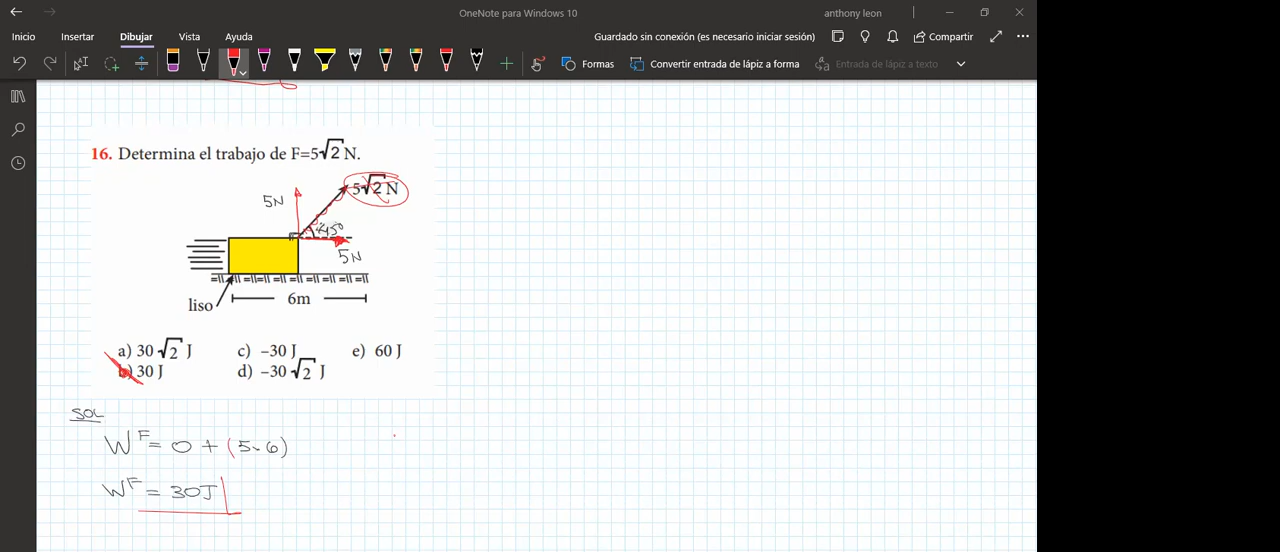 OneNote para Windows 10
anthony leon
Inicio Insertar Dibujar Vista Ayuda
Guardado sin conexión (es necesario iniciar sesión)
Compartir
Formas
Convertir entrada de lápiz a forma
Entrada de lápiz a texto
16. Determina el trabajo de F=5√2 N.
5√2 N
5N
45°
5N
liso
6m
a) 30√2 J c) –30 J e) 60 J
b) 30 J d) –30√2 J
SOL
W^F = 0 + (5×6)
W^F = 30J